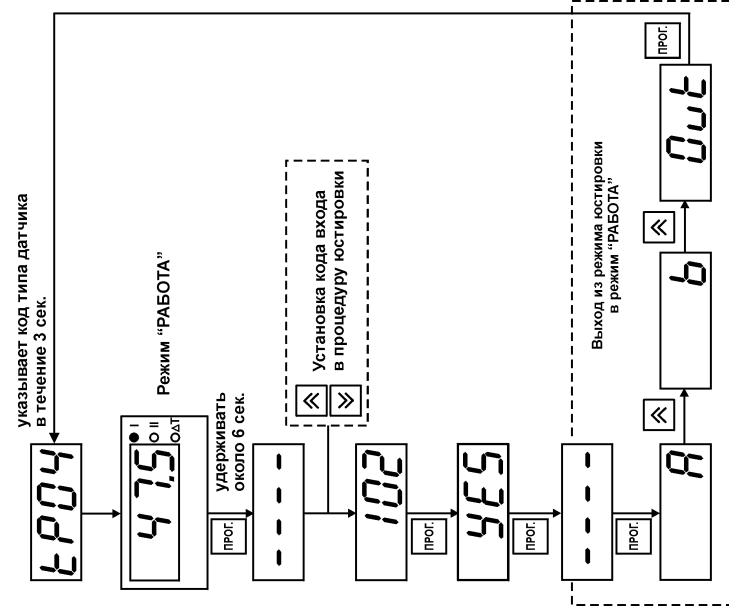 указывает код типа датчика
в течение 3 сек.
tP04
Режим “РАБОТА”
47.5
I
II
ΔT
ПРОГ.
удерживать
около 6 сек.
- - - -
Установка кода входа
в процедуру юстировки
102
ПРОГ.
YES
ПРОГ.
- - - -
ПРОГ.
Выход из режима юстировки
в режим “РАБОТА”
A
b
Out
ПРОГ.